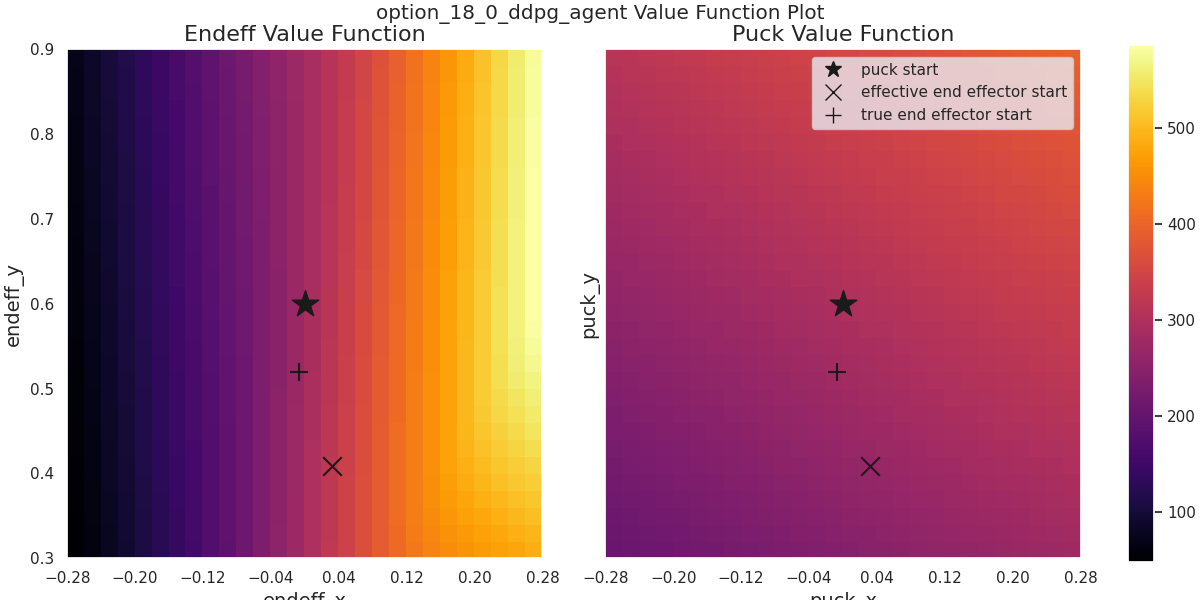 option_18_0_ddpg_agent Value Function Plot
Endeff Value Function
Puck Value Function
puck start
effective end effector start
true end effector start
endeff_y
0.9
0.8
0.7
0.6
0.5
0.4
0.3
−0.28 −0.20 −0.12 −0.04 0.04 0.12 0.20 0.28
endeff_x
puck_y
−0.28 −0.20 −0.12 −0.04 0.04 0.12 0.20 0.28
puck_x
500
400
300
200
100